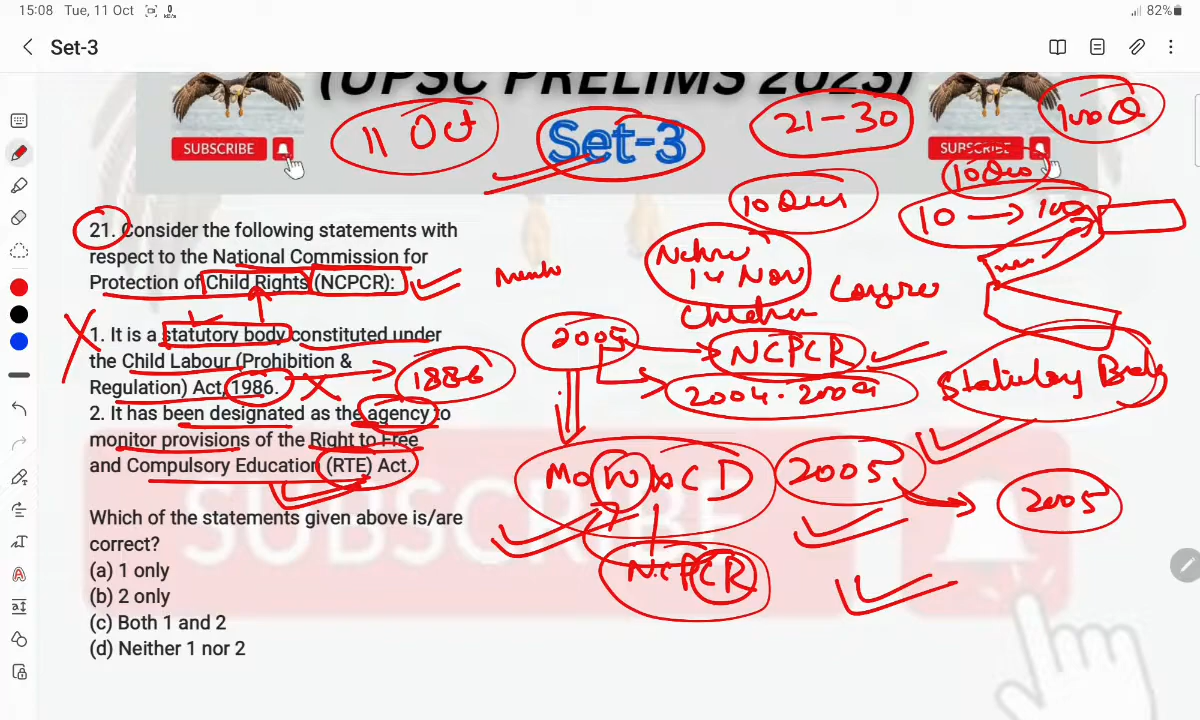 15:08 Tue, 11 Oct
82%
Set-3
(UPSC PRELIMS 2023)
SUBSCRIBE
SUBSCRIBE
11 Oct
Set-3
21-30
100Q
10 Ques
10 Ques
10 → 100
21. Consider the following statements with
respect to the National Commission for
Protection of Child Rights (NCPCR):
1. It is a statutory body constituted under
the Child Labour (Prohibition &
Regulation) Act, 1986.
2. It has been designated as the agency to
monitor provisions of the Right to Free
and Compulsory Education (RTE) Act.
Which of the statements given above is/are
correct?
(a) 1 only
(b) 2 only
(c) Both 1 and 2
(d) Neither 1 nor 2
Nehru
14 Nov
Children
2005
NCPCR
1886
2004-2009
Statutory Body
MoWCD
2005
2005
NCPCR
SUBSCRIBE